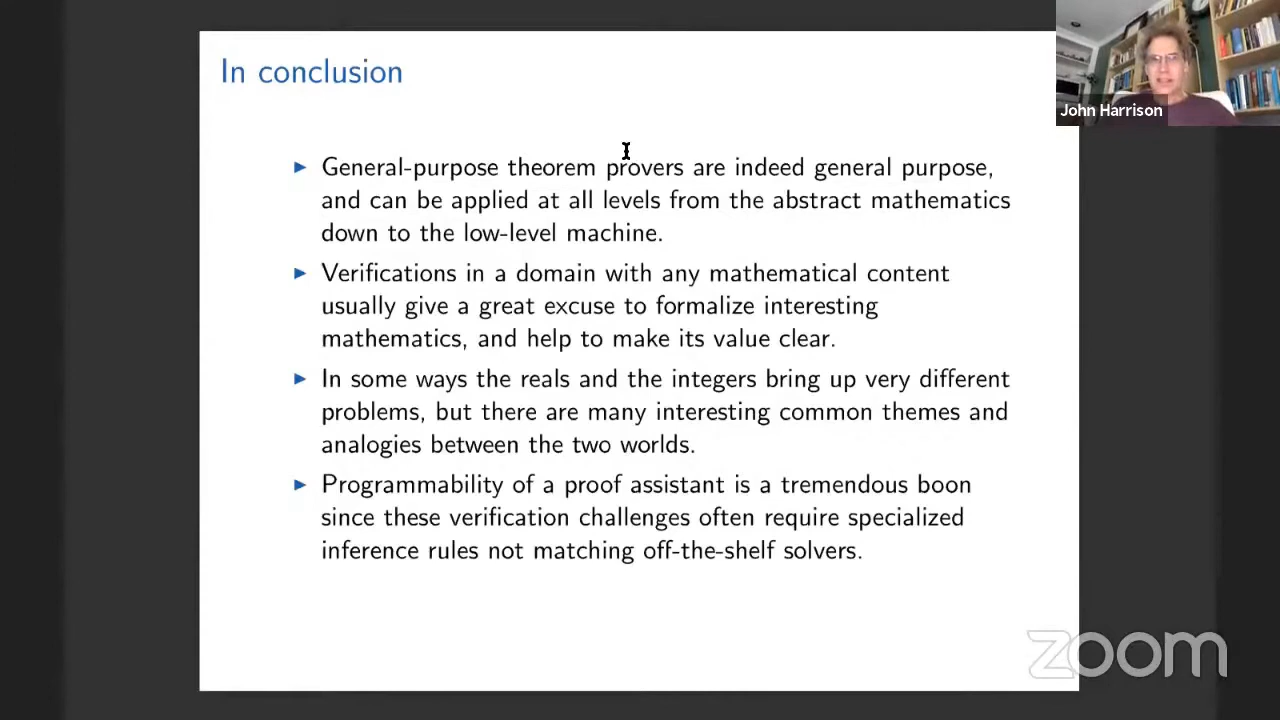 In conclusion
John Harrison
▶ General-purpose theorem provers are indeed general purpose,
and can be applied at all levels from the abstract mathematics
down to the low-level machine.
▶ Verifications in a domain with any mathematical content
usually give a great excuse to formalize interesting
mathematics, and help to make its value clear.
▶ In some ways the reals and the integers bring up very different
problems, but there are many interesting common themes and
analogies between the two worlds.
▶ Programmability of a proof assistant is a tremendous boon
since these verification challenges often require specialized
inference rules not matching off-the-shelf solvers.
zoom